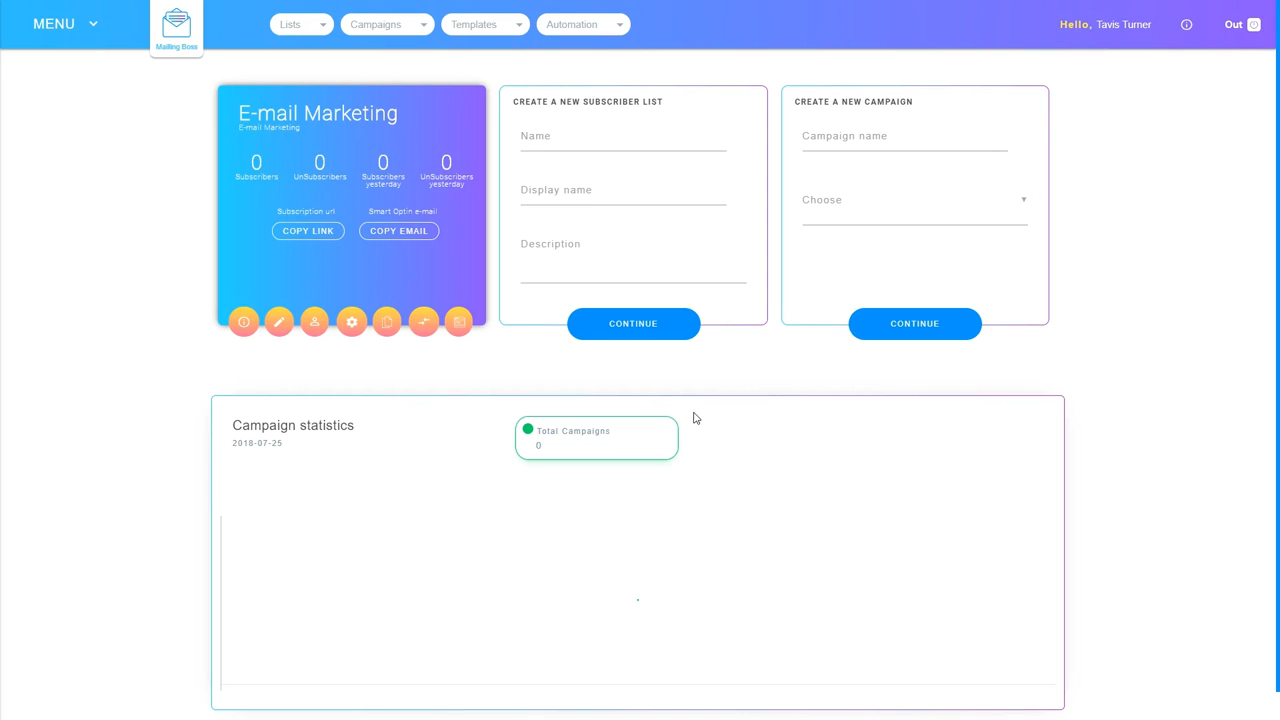 MENU
Mailling Boss
Lists
Campaigns
Templates
Automation
Hello, Tavis Turner
Out
E-mail Marketing
E-mail Marketing
0 0 0 0
Subscribers UnSubscribers Subscribers yesterday UnSubscribers yesterday
Subscription url Smart Optin e-mail
COPY LINK COPY EMAIL
CREATE A NEW SUBSCRIBER LIST
Name
Display name
Description
CONTINUE
CREATE A NEW CAMPAIGN
Campaign name
Choose
CONTINUE
Campaign statistics
2018-07-25
Total Campaigns
0